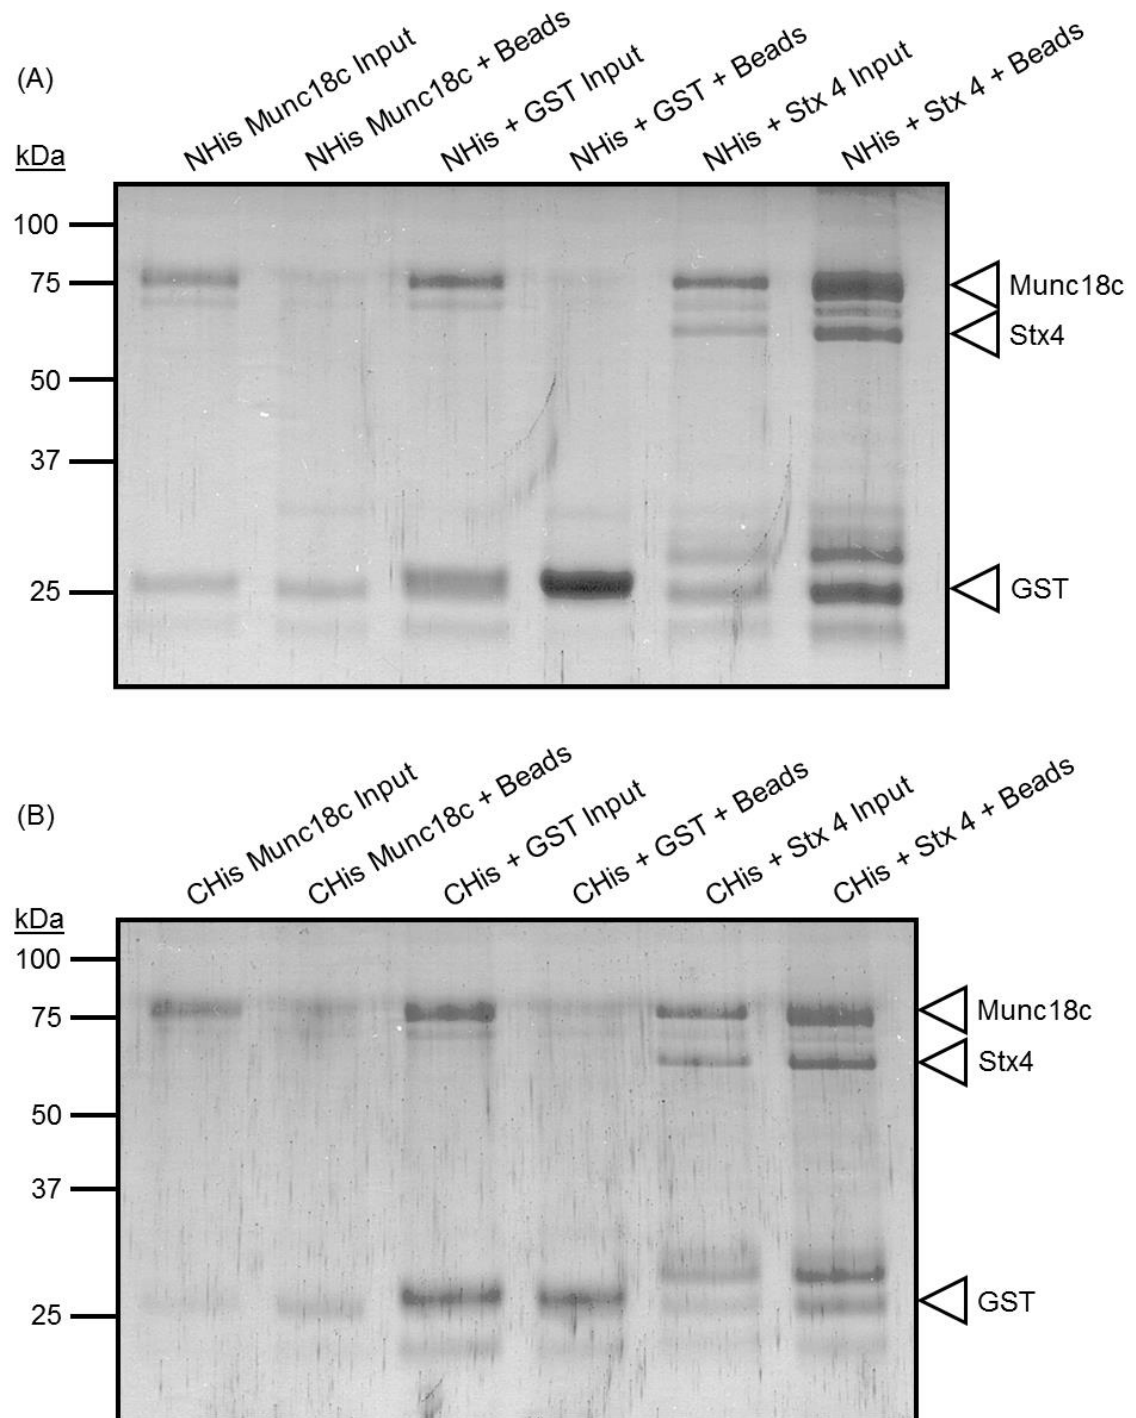 (A)
kDa
NHis Munc18c Input
NHis Munc18c + Beads
NHis + GST Input
NHis + GST + Beads
NHis + Stx 4 Input
NHis + Stx 4 + Beads
100
75
50
37
25
Munc18c
Stx4
GST
(B)
kDa
CHis Munc18c Input
CHis Munc18c + Beads
CHis + GST Input
CHis + GST + Beads
CHis + Stx 4 Input
CHis + Stx 4 + Beads
100
75
50
37
25
Munc18c
Stx4
GST